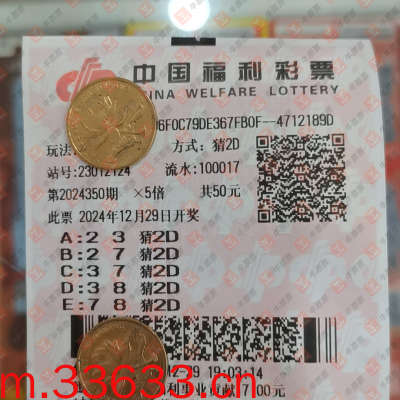 中国福利彩票
CHINA WELFARE LOTTERY
6F0C79DE367FB0F--4712189D
玩法: 方式: 猜2D
站号:23012124 流水:100017
第2024350期 ×5倍 共50元
此票 2024年12月29日开奖
A:2 3 猜2D
B:2 7 猜2D
C:3 7 猜2D
D:3 8 猜2D
E:7 8 猜2D
19:03:14
m.33633.cn